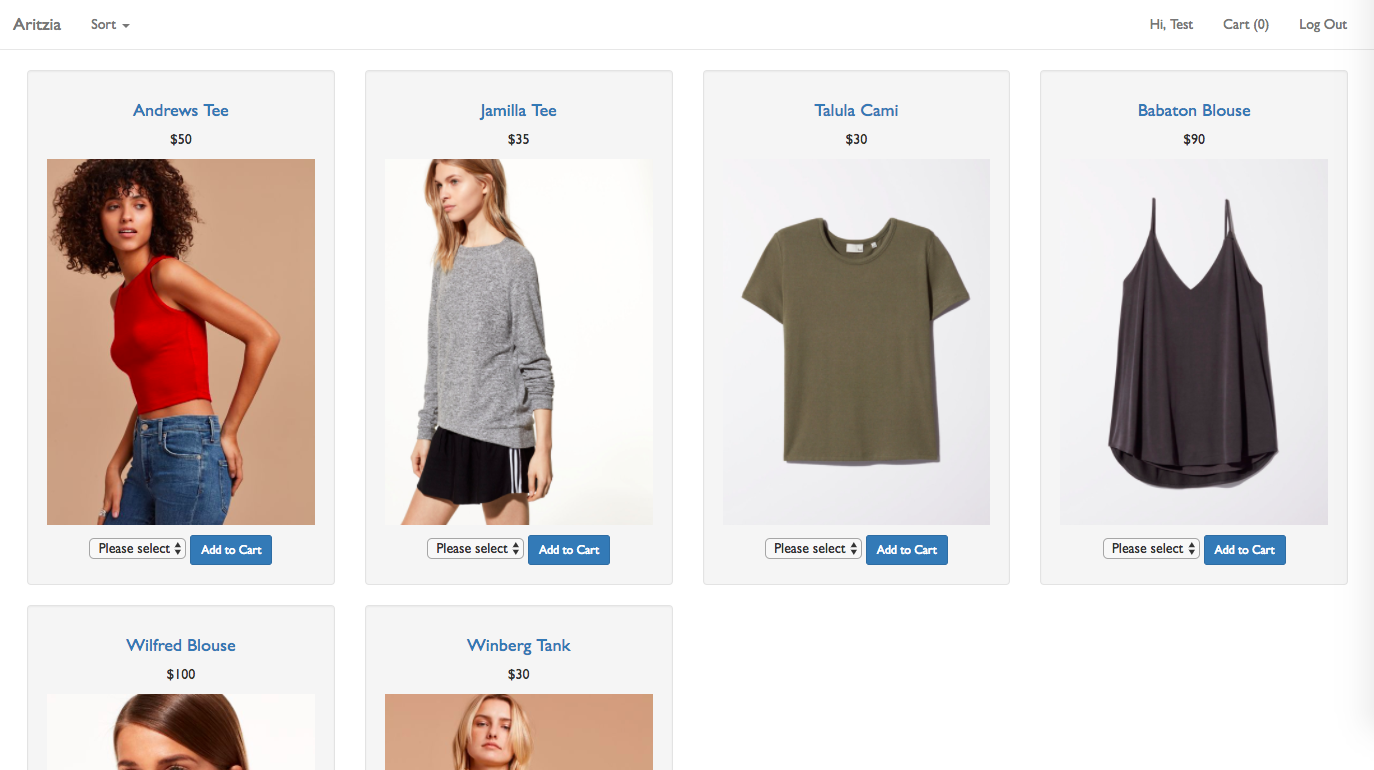 Aritzia Sort Hi, Test Cart (0) Log Out
Andrews Tee
$50
Please select Add to Cart
Jamilla Tee
$35
Please select Add to Cart
Talula Cami
$30
Please select Add to Cart
Babaton Blouse
$90
Please select Add to Cart
Wilfred Blouse
$100
Winberg Tank
$30